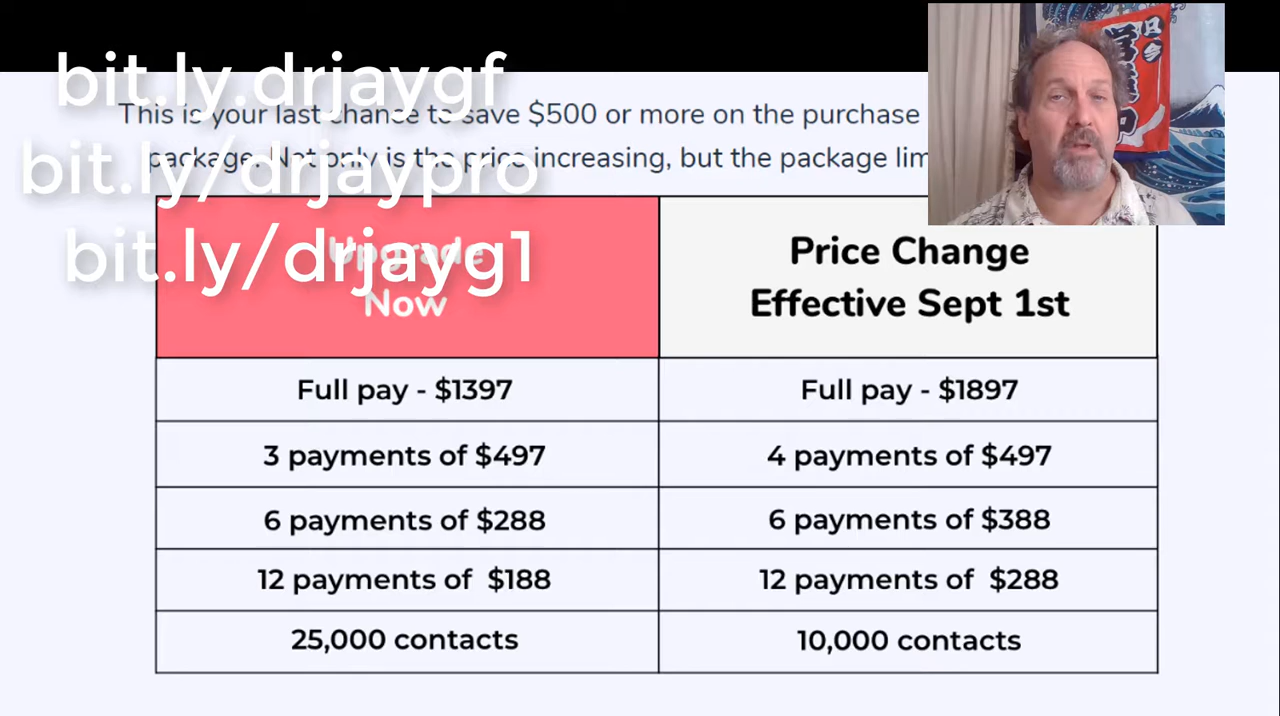 bit.ly.drjaygf
This is your last chance to save $500 or more on the purchase
bit.ly/drjaypro
package. Not only is the price increasing, but the package lim
bit.ly/drjayg1
Upgrade
Now
Price Change
Effective Sept 1st
Full pay - $1397
Full pay - $1897
3 payments of $497
4 payments of $497
6 payments of $288
6 payments of $388
12 payments of $188
12 payments of $288
25,000 contacts
10,000 contacts